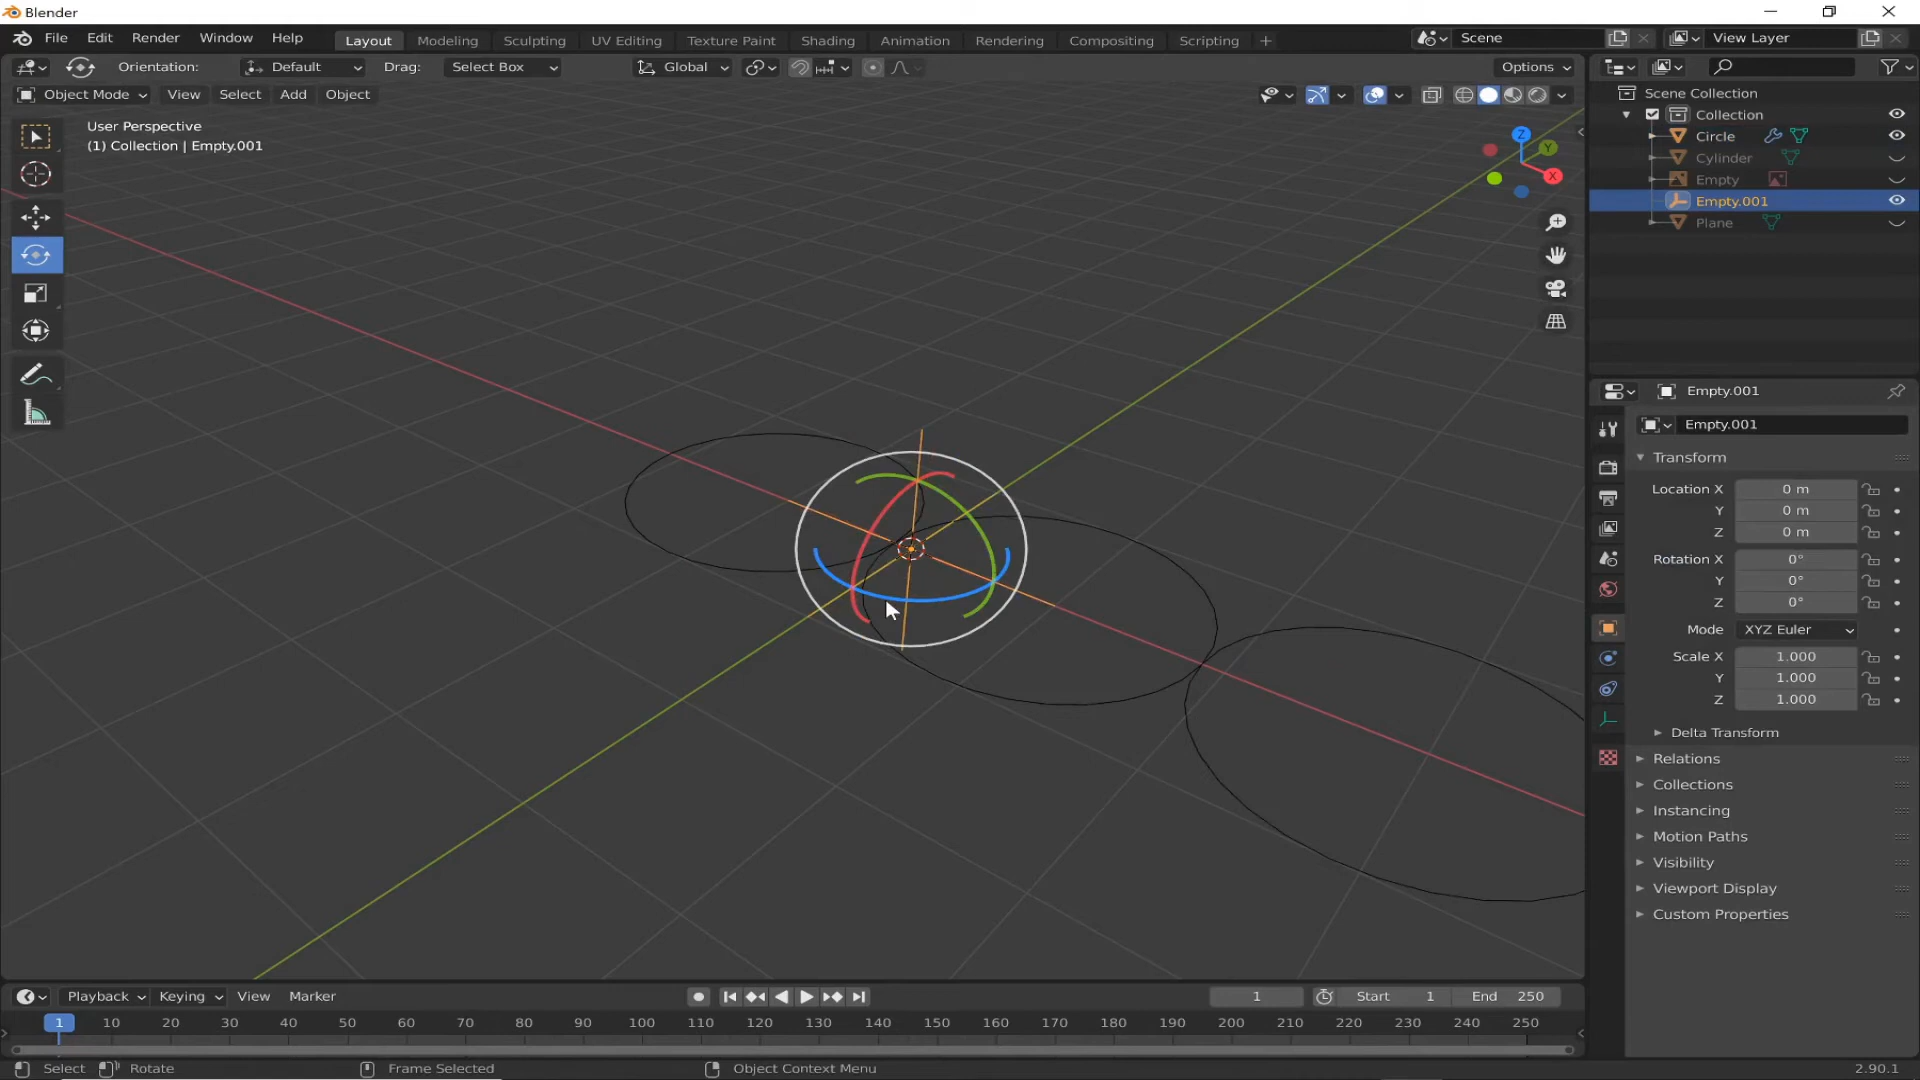 Blender
File Edit Render Window Help Layout Modeling Sculpting UV Editing Texture Paint Shading Animation Rendering Compositing Scripting + Scene View Layer
Orientation: Default Drag: Select Box Global Options
Object Mode View Select Add Object
User Perspective
(1) Collection | Empty.001
Z
Y
X
Scene Collection
Collection
Circle
Cylinder
Empty
Empty.001
Plane
Empty.001
Empty.001
Transform
Location X 0 m
Y 0 m
Z 0 m
Rotation X 0°
Y 0°
Z 0°
Mode XYZ Euler
Scale X 1.000
Y 1.000
Z 1.000
Delta Transform
Relations
Collections
Instancing
Motion Paths
Visibility
Viewport Display
Custom Properties
Playback Keying View Marker 1 Start 1 End 250
1 10 20 30 40 50 60 70 80 90 100 110 120 130 140 150 160 170 180 190 200 210 220 230 240 250
Select Rotate Frame Selected Object Context Menu 2.90.1